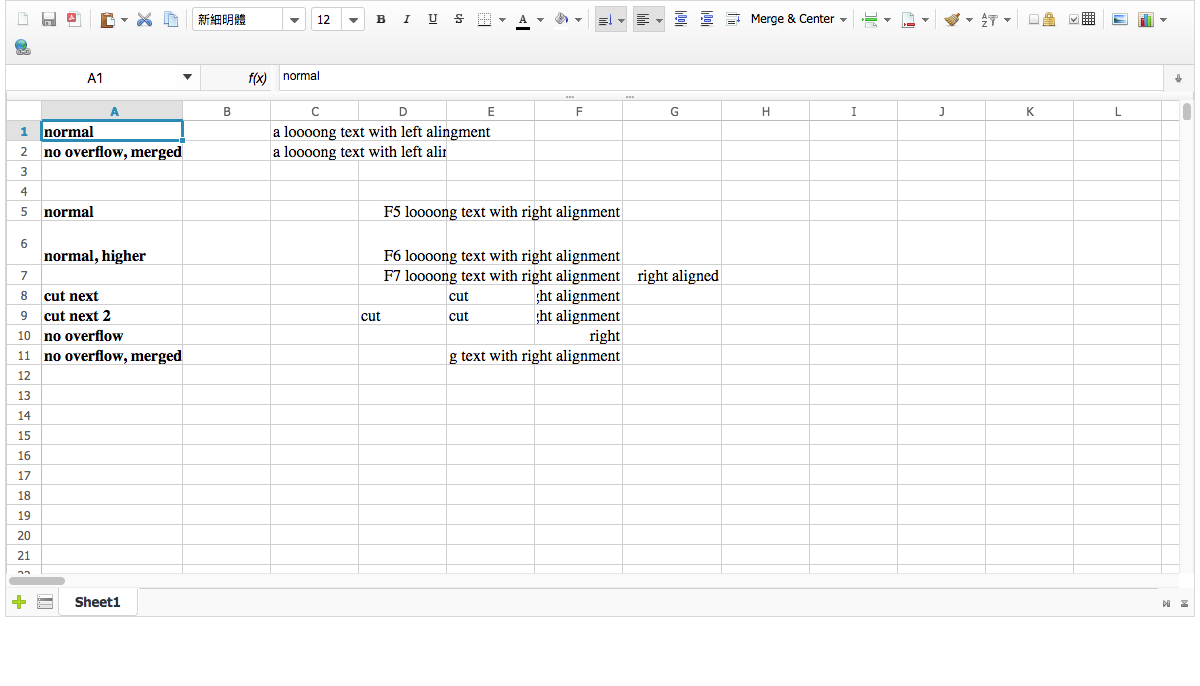 新細明體 12 B I U S A Merge & Center A Z
A1 f(x) normal
A B C D E F G H I J K L
1 normal a loooong text with left alingment
2 no overflow, merged a loooong text with left
3
4
5 normal F5 loooong text with right alignment
6 normal, higher F6 loooong text with right alignment
7 F7 loooong text with right alignment right aligned
8 cut next cut ht alignment
9 cut next 2 cut cut ht alignment
10 no overflow right
11 no overflow, merged g text with right alignment
12
13
14
15
16
17
18
19
20
21
Sheet1